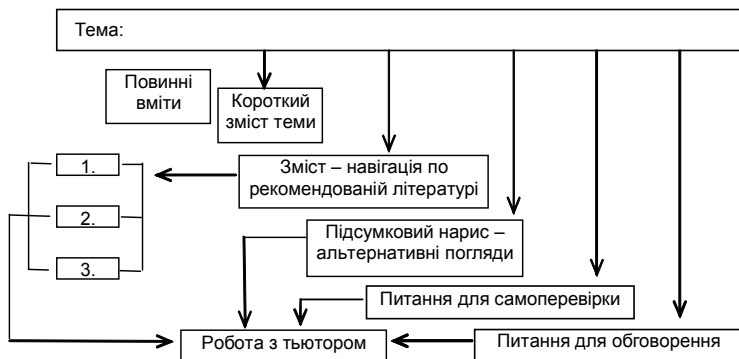 Тема:
Повинні
вміти
Короткий
зміст теми
1.
2.
3.
Зміст – навігація по
рекомендованій літературі
Підсумковий нарис –
альтернативні погляди
Питання для самоперевірки
Робота з тьютором
Питання для обговорення